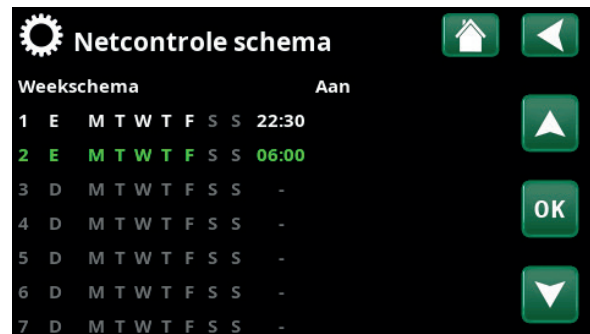 Netcontrole schema
Weekschema Aan
1 E M T W T F S S 22:30
2 E M T W T F S S 06:00
3 D M T W T F S S -
4 D M T W T F S S -
OK
5 D M T W T F S S -
6 D M T W T F S S -
7 D M T W T F S S -